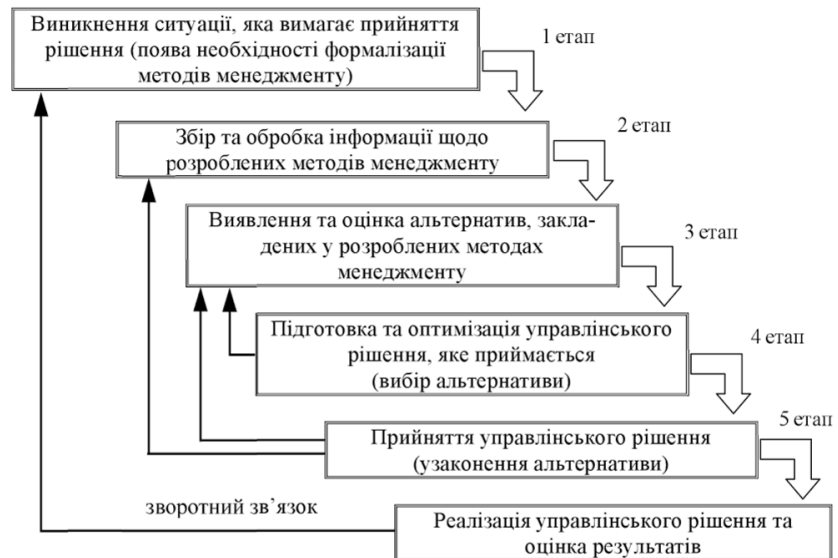 Виникнення ситуації, яка вимагає прийняття
рішення (поява необхідності формалізації
методів менеджменту)
1 етап
Збір та обробка інформації щодо
розроблених методів менеджменту
2 етап
Виявлення та оцінка альтернатив, закла-
дених у розроблених методах
менеджменту
3 етап
Підготовка та оптимізація управлінського
рішення, яке приймається
(вибір альтернативи)
4 етап
Прийняття управлінського рішення
(узаконення альтернативи)
5 етап
зворотний зв’язок
Реалізація управлінського рішення та
оцінка результатів